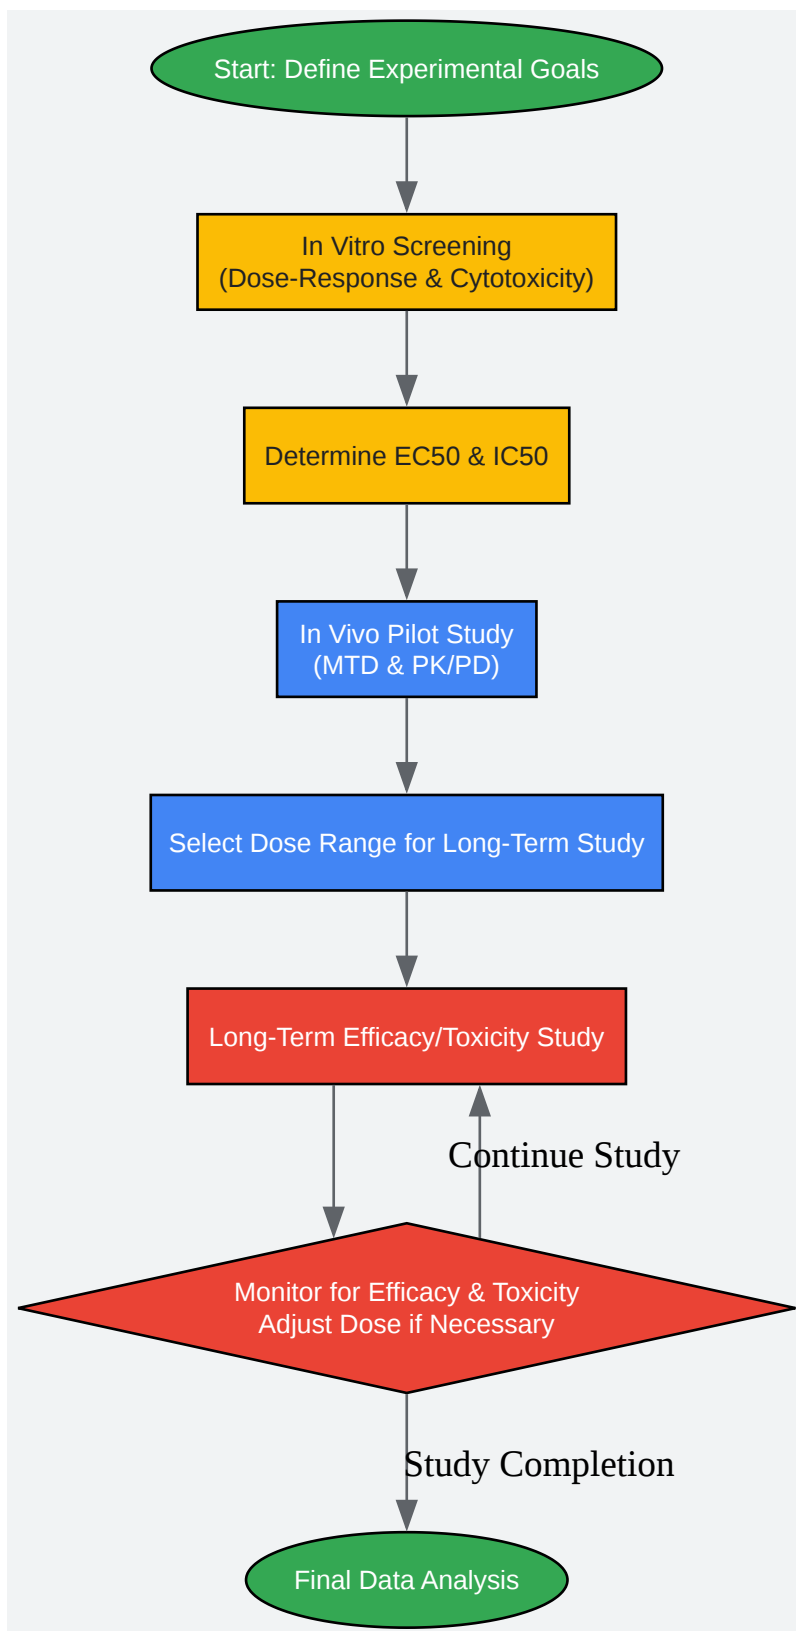 Start: Define Experimental Goals
In Vitro Screening
(Dose-Response & Cytotoxicity)
Determine EC50 & IC50
In Vivo Pilot Study
(MTD & PK/PD)
Select Dose Range for Long-Term Study
Long-Term Efficacy/Toxicity Study
Continue Study
Monitor for Efficacy & Toxicity
Adjust Dose if Necessary
Study Completion
Final Data Analysis